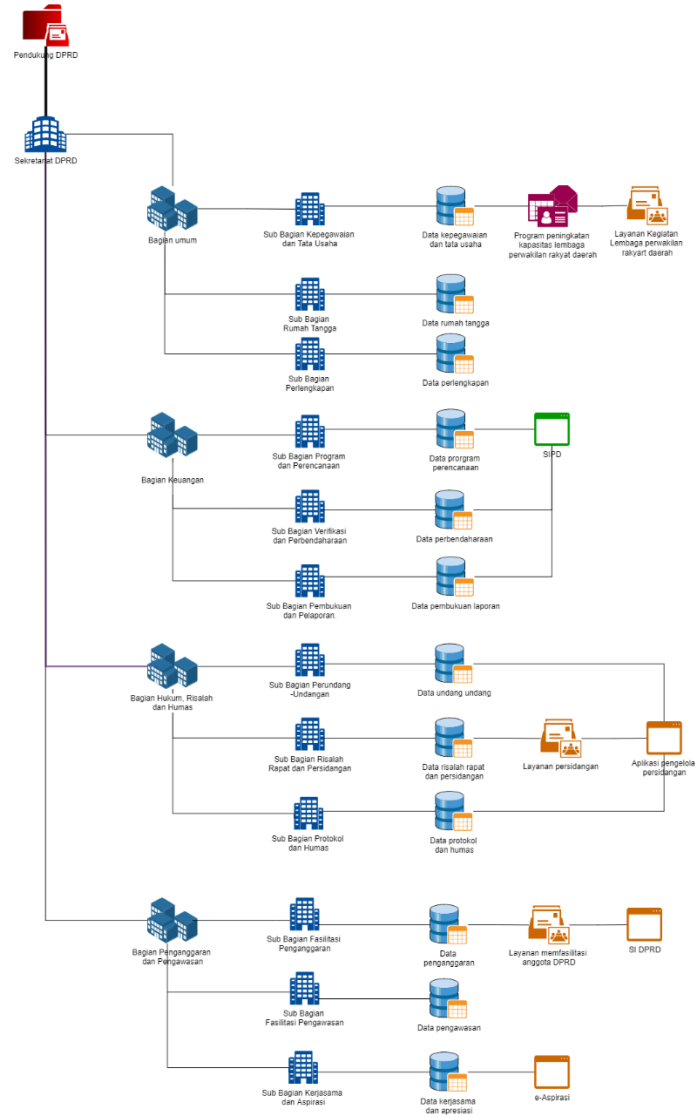 Pendukung DPRD
Sekretariat DPRD
Bagian umum
Sub Bagian Kepegawaian
dan Tata Usaha
Data kepegawaian
dan tata usaha
Program peningkatan
kapasitas lembaga
perwakilan rakyat daerah
Layanan Kegiatan
Lembaga perwakilan
rakyart daerah
Sub Bagian
Rumah Tangga
Data rumah tangga
Sub Bagian
Perlengkapan
Data perlengkapan
Bagian Keuangan
Sub Bagian Program
dan Perencanaan
Data prorgram
perencanaan
SIPD
Sub Bagian Verifikasi
dan Perbendaharaan
Data perbendaharaan
Sub Bagian Pembukuan
dan Pelaporan.
Data pembukuan laporan
Bagian Hukum, Risalah
dan Humas
Sub Bagian Perundang
-Undangan
Data undang undang
Sub Bagian Risalah
Rapat dan Persidangan
Data risalah rapat
dan persidangan
Layanan persidangan
Aplikasi pengelola
persidangan
Sub Bagian Protokol
dan Humas
Data protokol
dan humas
Bagian Penganggaran
dan Pengawasan
Sub Bagian Fasilitasi
Penganggaran
Data
penganggaran
Layanan memfasilitasi
anggota DPRD
SI DPRD
Sub Bagian
Fasilitasi Pengawasan
Data pengawasan
Sub Bagian Kerjasama
dan Aspirasi
Data kerjasama
dan apresiasi
e-Aspirasi